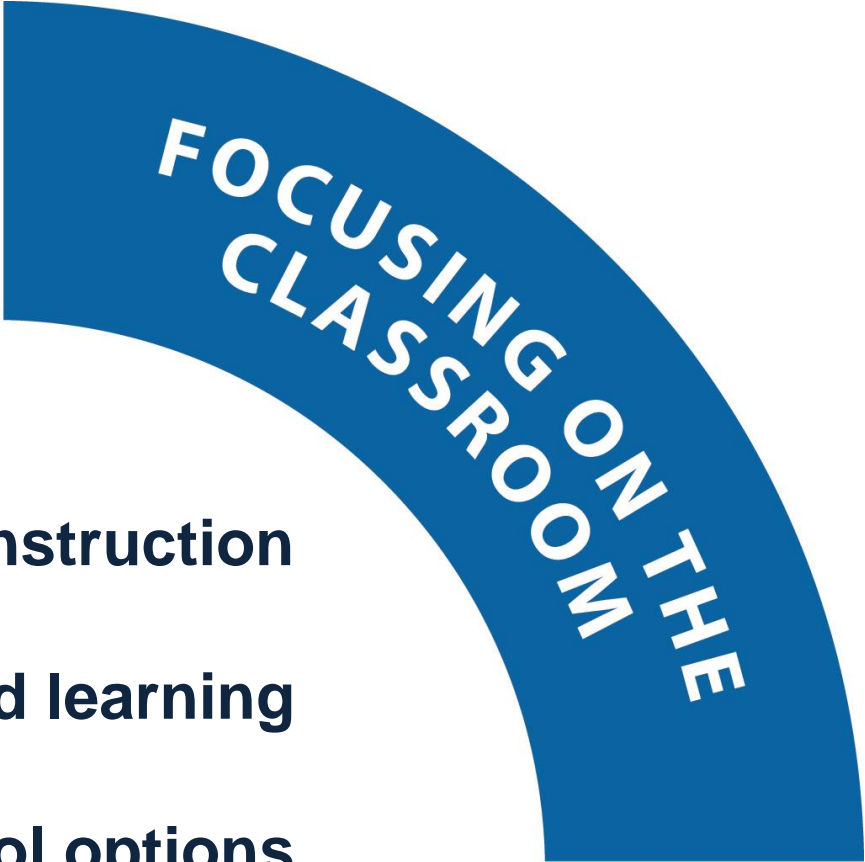 FOCUSING ON THE
CLASSROOM
nstruction
d learning
ol options